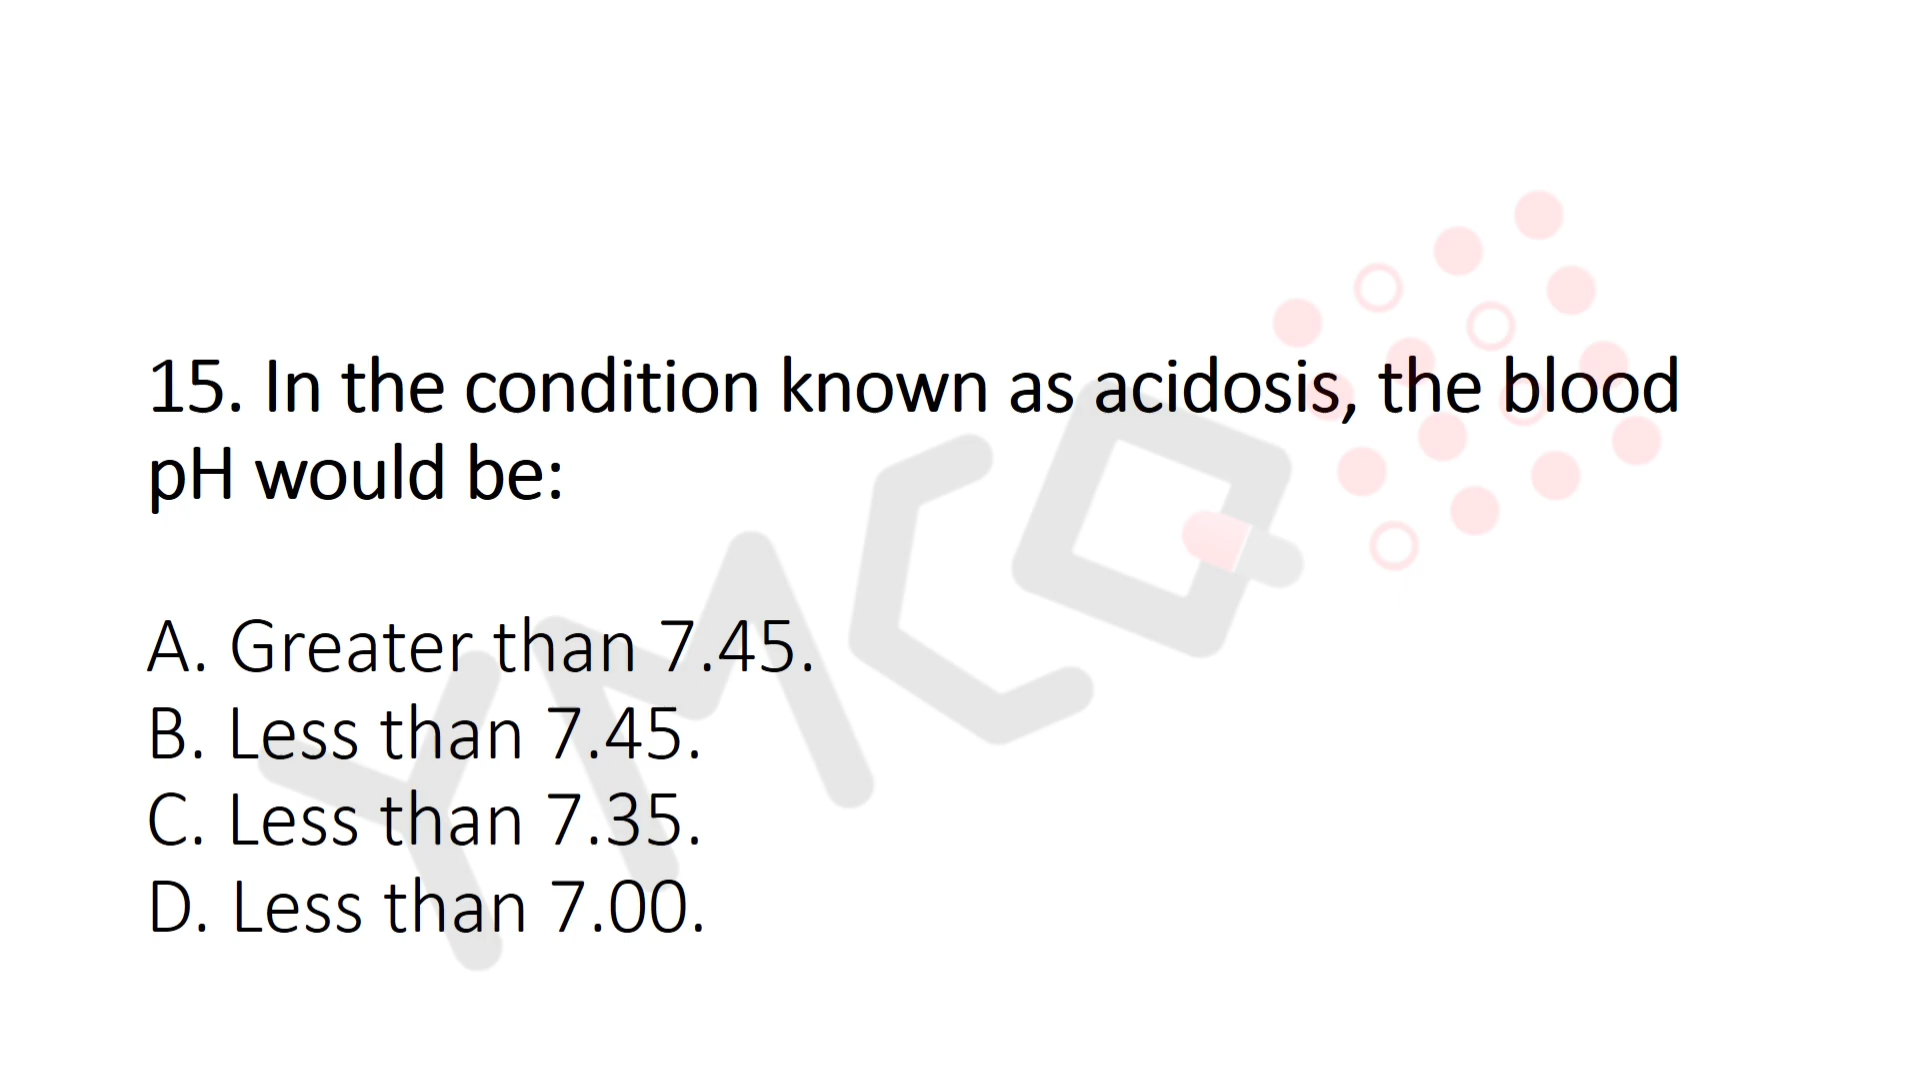 15. In the condition known as acidosis, the blood
pH would be:
A. Greater than 7.45.
B. Less than 7.45.
C. Less than 7.35.
D. Less than 7.00.
YMCQ